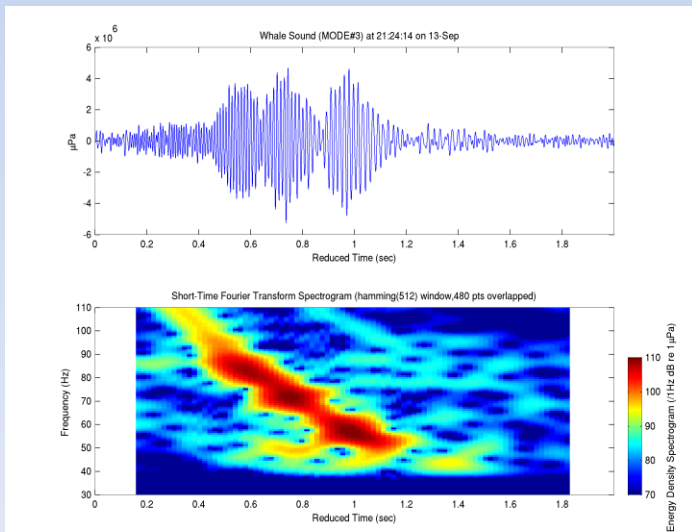 Whale Sound (MODE#3) at 21:24:14 on 13-Sep
x 10⁶
6
4
2
0
-2
-4
-6
µPa
0 0.2 0.4 0.6 0.8 1 1.2 1.4 1.6 1.8
Reduced Time (sec)
Short-Time Fourier Transform Spectrogram (hamming(512) window,480 pts overlapped)
110
100
90
80
70
60
50
40
30
Frequency (Hz)
0 0.2 0.4 0.6 0.8 1 1.2 1.4 1.6 1.8
Reduced Time (sec)
110
100
90
80
70
Energy Density Spectrogram (/1Hz dB re 1µPa)